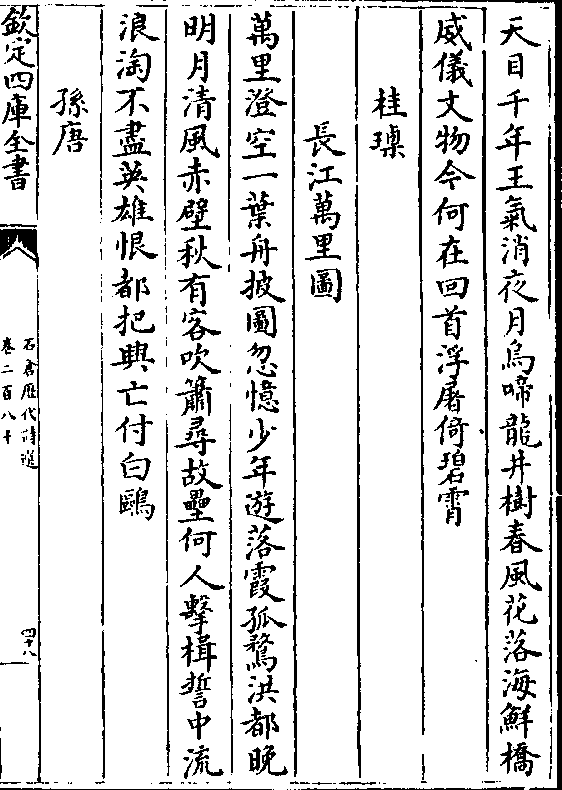 天目千年王氣消夜月烏啼龍井樹春風花落海鮮橋
威儀文物今何在回首浮屠倚碧霄
桂璖
長江萬里圖
萬里澄空一葉舟披圖忽憶少年遊落霞孤鶩洪都晚
明月清風赤壁秋有客吹簫尋故壘何人擊楫誓中流
浪淘不盡英雄恨都把興亡付白鷗
孫唐
欽定四庫全書
石倉歷代詩選
卷二百八十
四十八